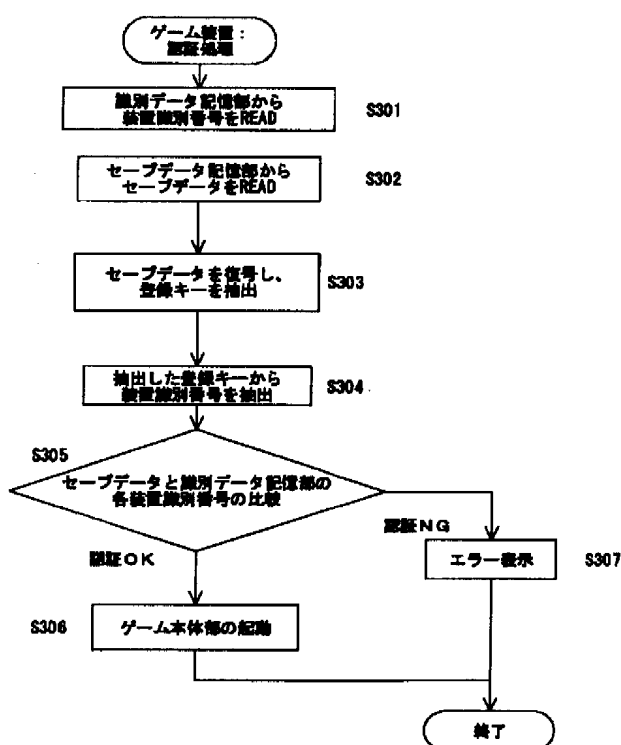 ゲーム装置：
認証処理
識別データ記憶部から
装置識別番号をREAD
S301
セーブデータ記憶部から
セーブデータをREAD
S302
セーブデータを復号し、
登録キーを抽出
S303
抽出した登録キーから
装置識別番号を抽出
S304
S305
セーブデータと識別データ記憶部の
各装置識別番号の比較
認証NG
認証OK
エラー表示
S307
S306
ゲーム本体部の起動
終了